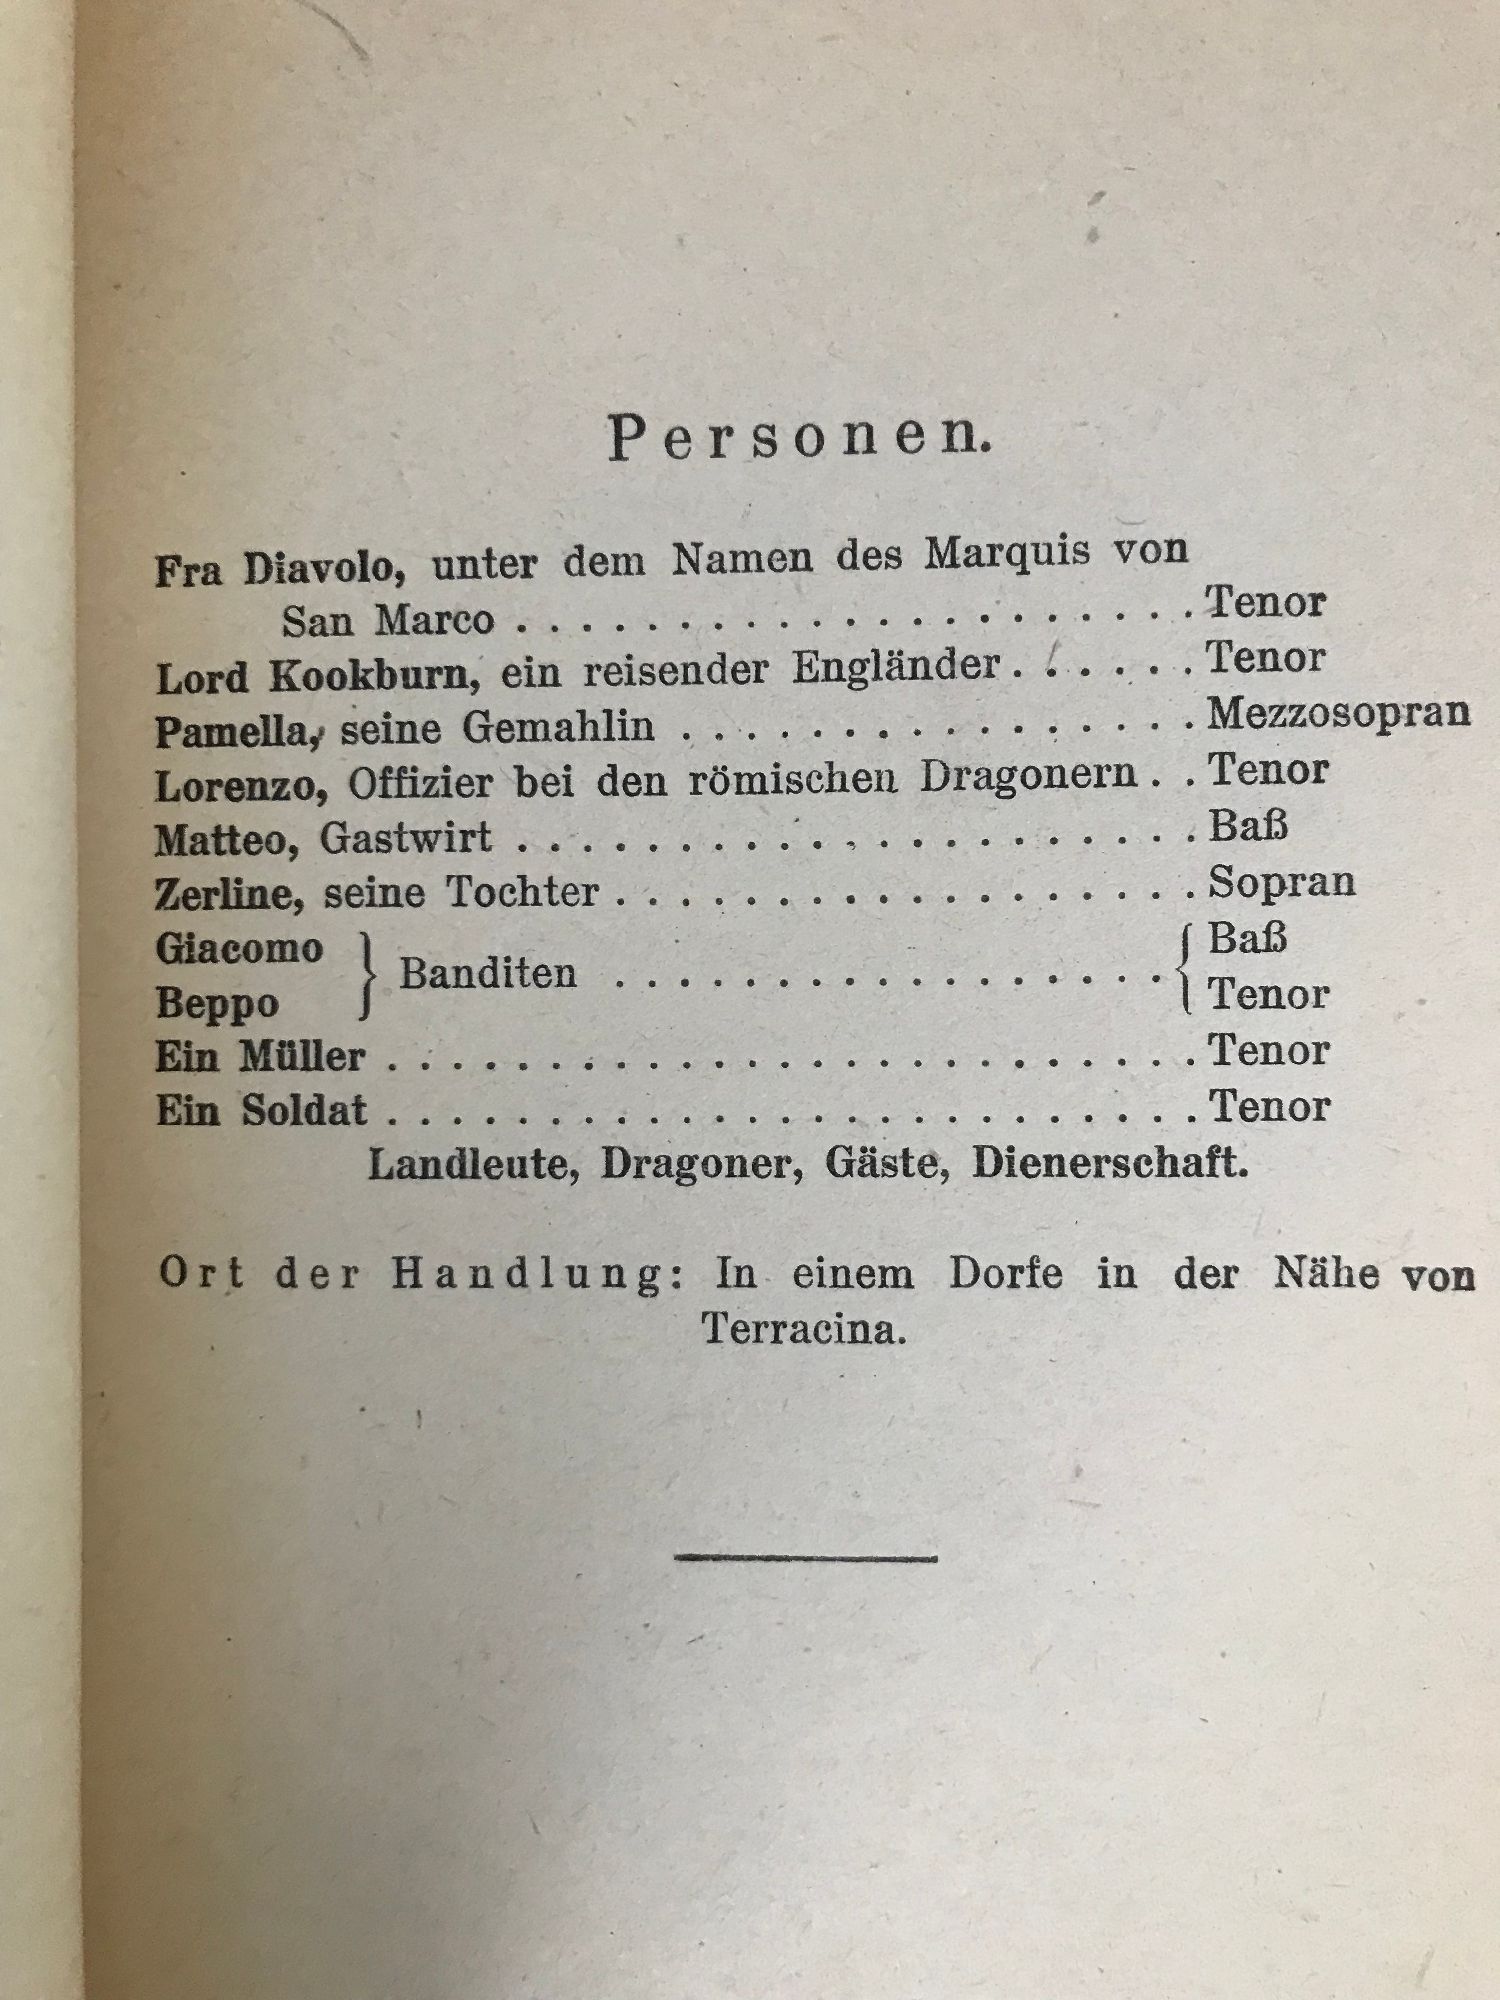 Personen.
Fra Diavolo, unter dem Namen des Marquis von
San Marco . . . . . . . . . . . . . . . . . . . . . Tenor
Lord Kookburn, ein reisender Engländer . . . . . . Tenor
Pamella, seine Gemahlin . . . . . . . . . . . . . . . . Mezzosopran
Lorenzo, Offizier bei den römischen Dragonern . . Tenor
Matteo, Gastwirt . . . . . . . . . . . . . . . . . . . . . Baß
Zerline, seine Tochter . . . . . . . . . . . . . . . . . . Sopran
Giacomo } Banditen . . . . . . . . . . . . . . . . . { Baß
Beppo } { Tenor
Ein Müller . . . . . . . . . . . . . . . . . . . . . . . . . Tenor
Ein Soldat . . . . . . . . . . . . . . . . . . . . . . . . . Tenor
Landleute, Dragoner, Gäste, Dienerschaft.
Ort der Handlung: In einem Dorfe in der Nähe von
Terracina.